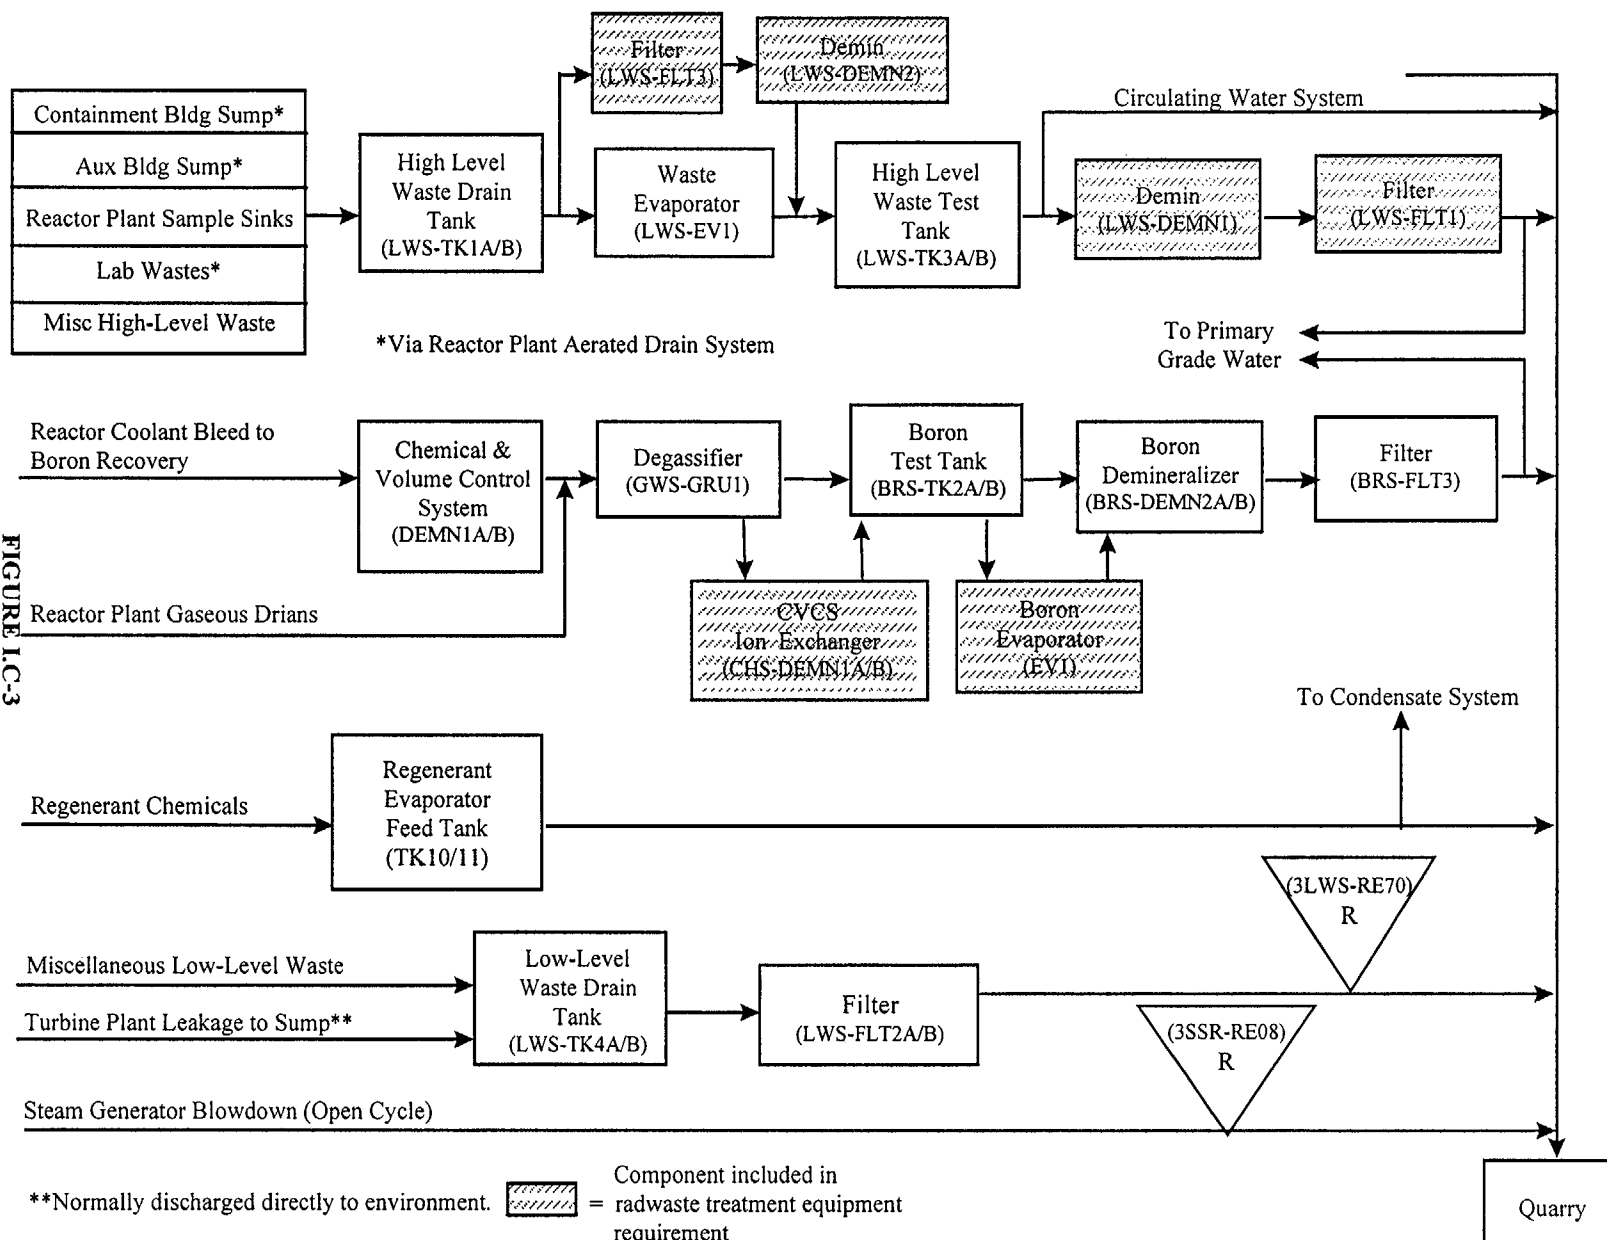 Filter
(LWS-FLT3)
Demin
(LWS-DEMN2)
Circulating Water System
Containment Bldg Sump*
Aux Bldg Sump*
Reactor Plant Sample Sinks
Lab Wastes*
Misc High-Level Waste
High Level
Waste Drain
Tank
(LWS-TK1A/B)
Waste
Evaporator
(LWS-EV1)
High Level
Waste Test
Tank
(LWS-TK3A/B)
Demin
(LWS-DEMN1)
Filter
(LWS-FLT1)
*Via Reactor Plant Aerated Drain System
To Primary
Grade Water
Reactor Coolant Bleed to
Boron Recovery
Chemical &
Volume Control
System
(DEMN1A/B)
Degassifier
(GWS-GRU1)
Boron
Test Tank
(BRS-TK2A/B)
Boron
Demineralizer
(BRS-DEMN2A/B)
Filter
(BRS-FLT3)
Reactor Plant Gaseous Drians
CVCS
Ion Exchanger
(CHS-DEMN1A/B)
Boron
Evaporator
(EV1)
FIGURE I.C-3
To Condensate System
Regenerant Chemicals
Regenerant
Evaporator
Feed Tank
(TK10/11)
(3LWS-RE70)
R
Miscellaneous Low-Level Waste
Turbine Plant Leakage to Sump**
Low-Level
Waste Drain
Tank
(LWS-TK4A/B)
Filter
(LWS-FLT2A/B)
(3SSR-RE08)
R
Steam Generator Blowdown (Open Cycle)
**Normally discharged directly to environment.
=
Component included in
radwaste treatment equipment
requirement
Quarry